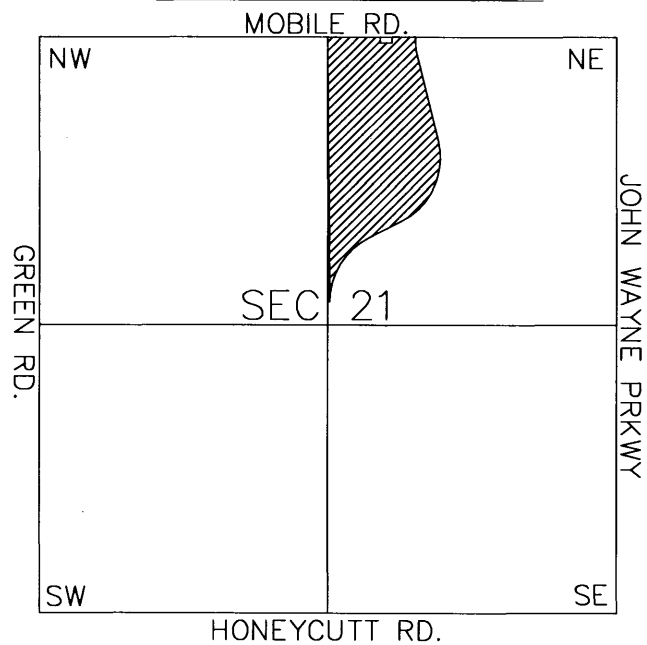 MOBILE RD.
NW
NE
GREEN RD.
JOHN WAYNE PRKWY
SEC 21
SW
SE
HONEYCUTT RD.